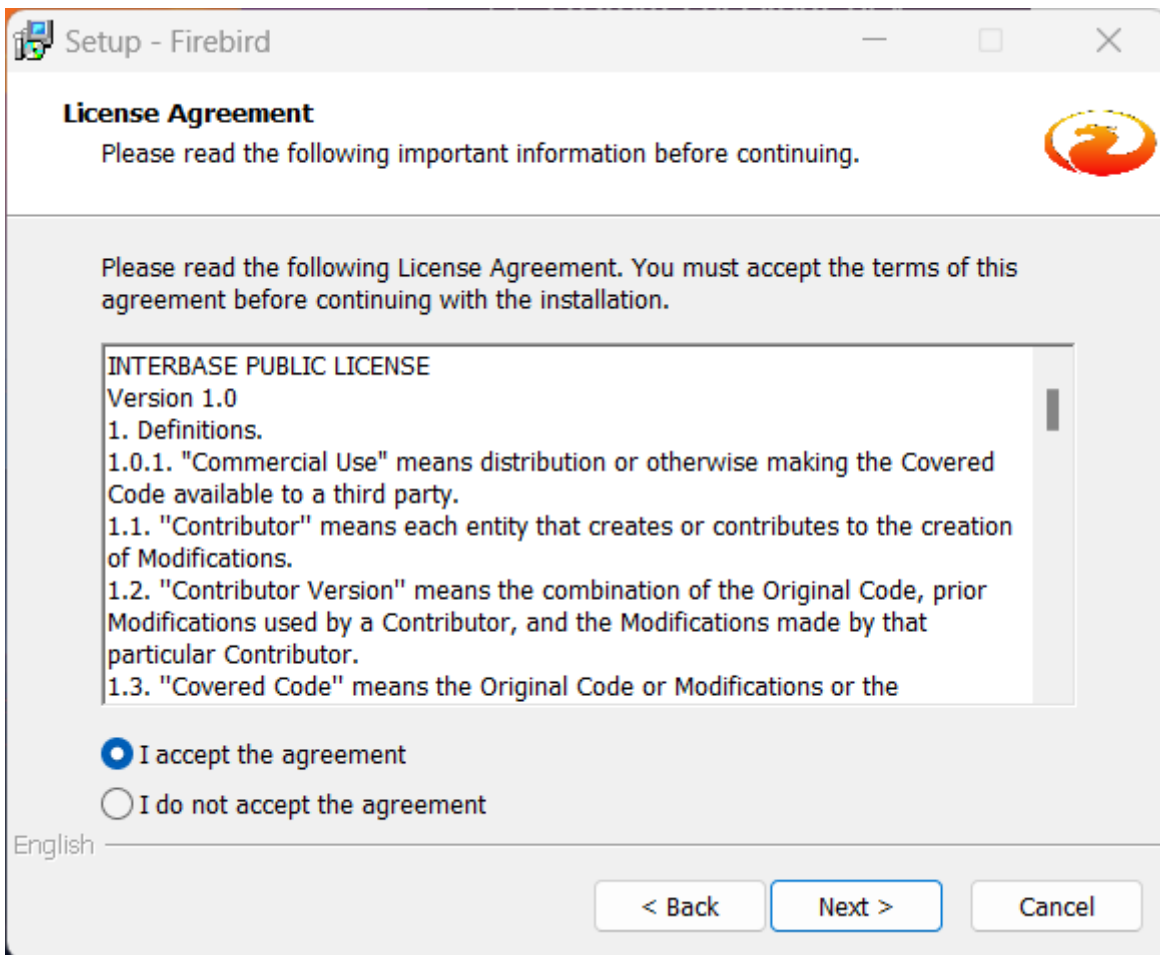 Setup - Firebird
License Agreement
Please read the following important information before continuing.
Please read the following License Agreement. You must accept the terms of this
agreement before continuing with the installation.
INTERBASE PUBLIC LICENSE
Version 1.0
1. Definitions.
1.0.1. "Commercial Use" means distribution or otherwise making the Covered
Code available to a third party.
1.1. "Contributor" means each entity that creates or contributes to the creation
of Modifications.
1.2. "Contributor Version" means the combination of the Original Code, prior
Modifications used by a Contributor, and the Modifications made by that
particular Contributor.
1.3. "Covered Code" means the Original Code or Modifications or the
I accept the agreement
I do not accept the agreement
English
< Back Next > Cancel